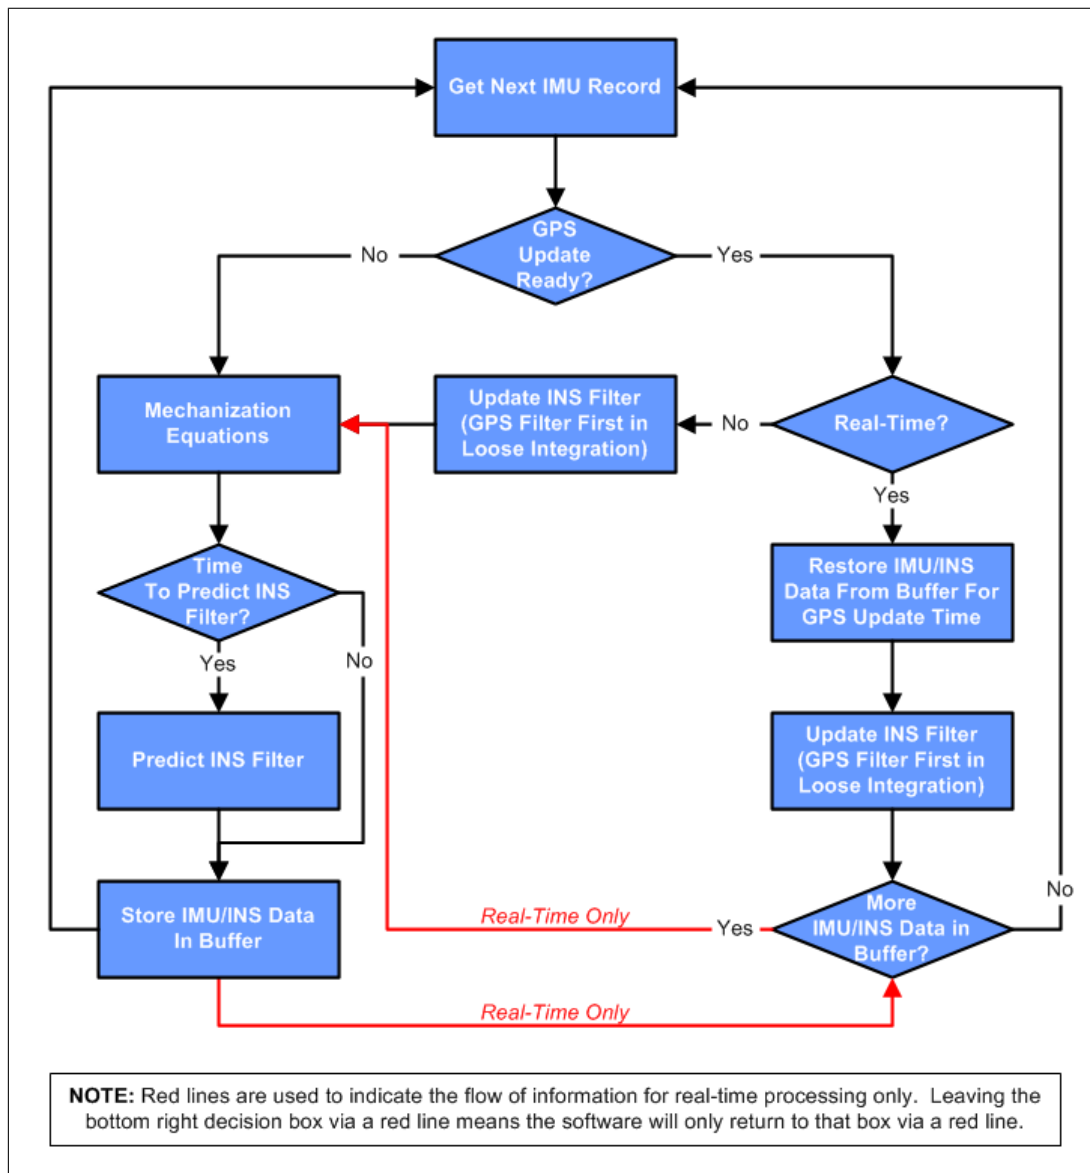 Get Next IMU Record
GPS
Update
Ready?
No
Yes
Mechanization
Equations
Update INS Filter
(GPS Filter First in
Loose Integration)
No
Real-Time?
Yes
Time
To Predict INS
Filter?
Yes
No
Restore IMU/INS
Data From Buffer For
GPS Update Time
Predict INS Filter
Update INS Filter
(GPS Filter First in
Loose Integration)
Store IMU/INS Data
In Buffer
Real-Time Only
Yes
More
IMU/INS Data in
Buffer?
No
Real-Time Only
NOTE: Red lines are used to indicate the flow of information for real-time processing only. Leaving the
bottom right decision box via a red line means the software will only return to that box via a red line.